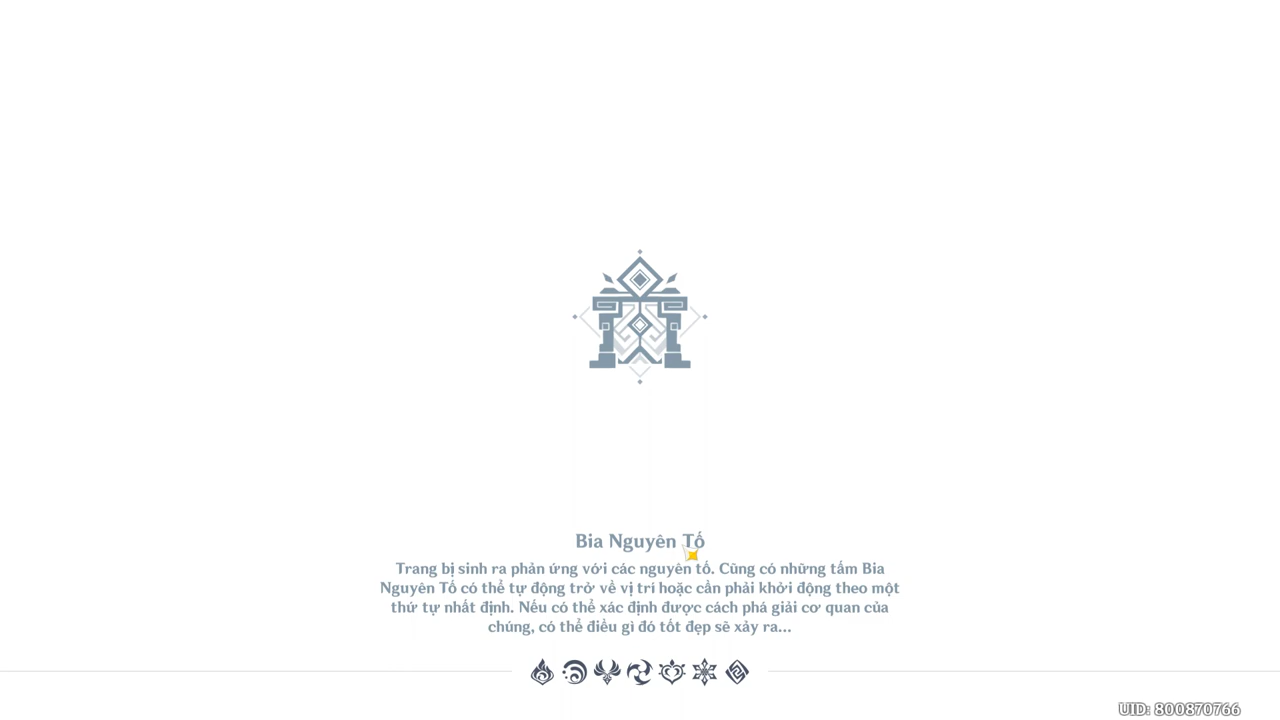 Bia Nguyên Tố
Trang bị sinh ra phản ứng với các nguyên tố. Cũng có những tấm Bia
Nguyên Tố có thể tự động trở về vị trí hoặc cần phải khởi động theo một
thứ tự nhất định. Nếu có thể xác định được cách phá giải cơ quan của
chúng, có thể điều gì đó tốt đẹp sẽ xảy ra...
UID: 800870766